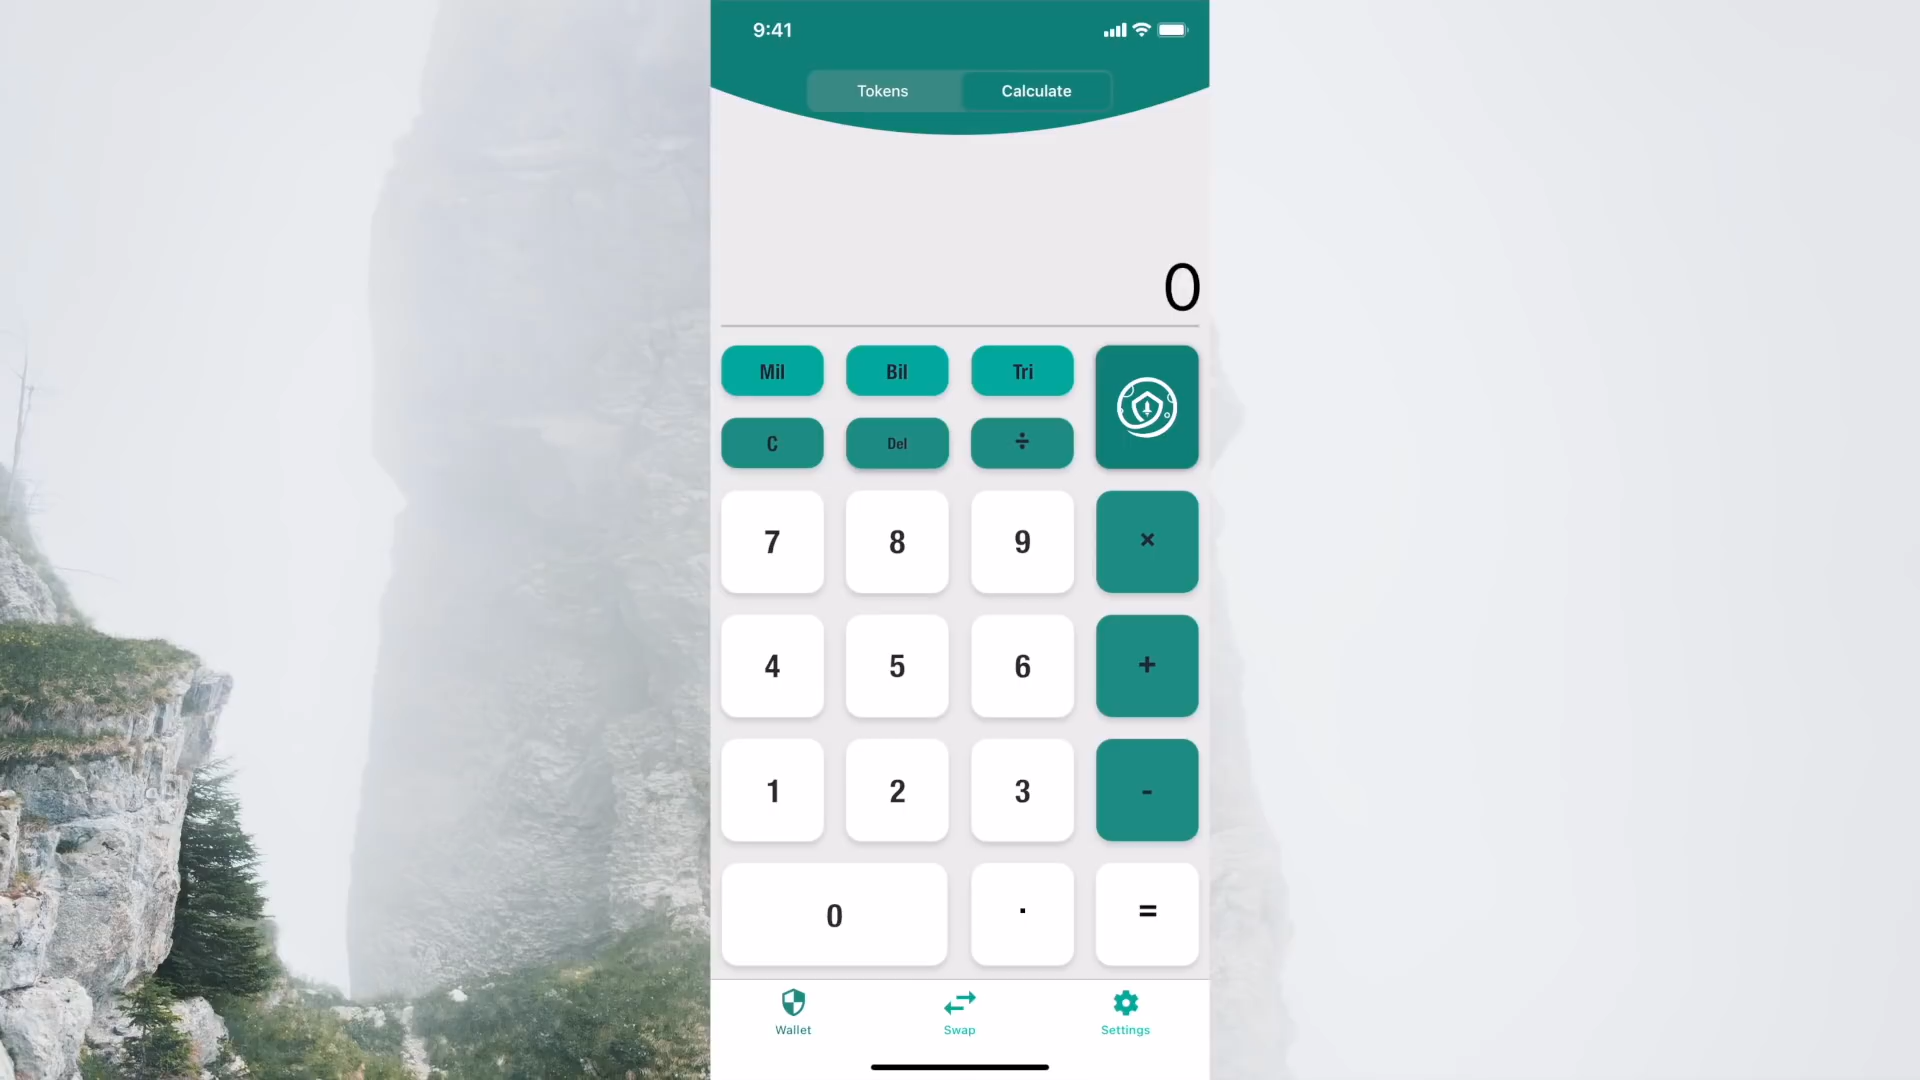 9:41
Tokens Calculate
0
Mil Bil Tri
C Del ÷
7 8 9 ×
4 5 6 +
1 2 3 -
0 . =
Wallet Swap Settings